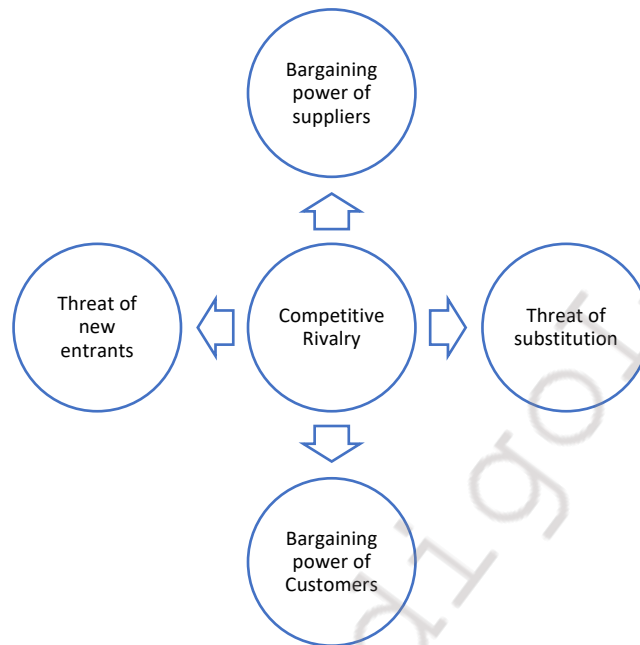 Bargaining
power of
suppliers
Threat of
new
entrants
Competitive
Rivalry
Threat of
substitution
Bargaining
power of
Customers